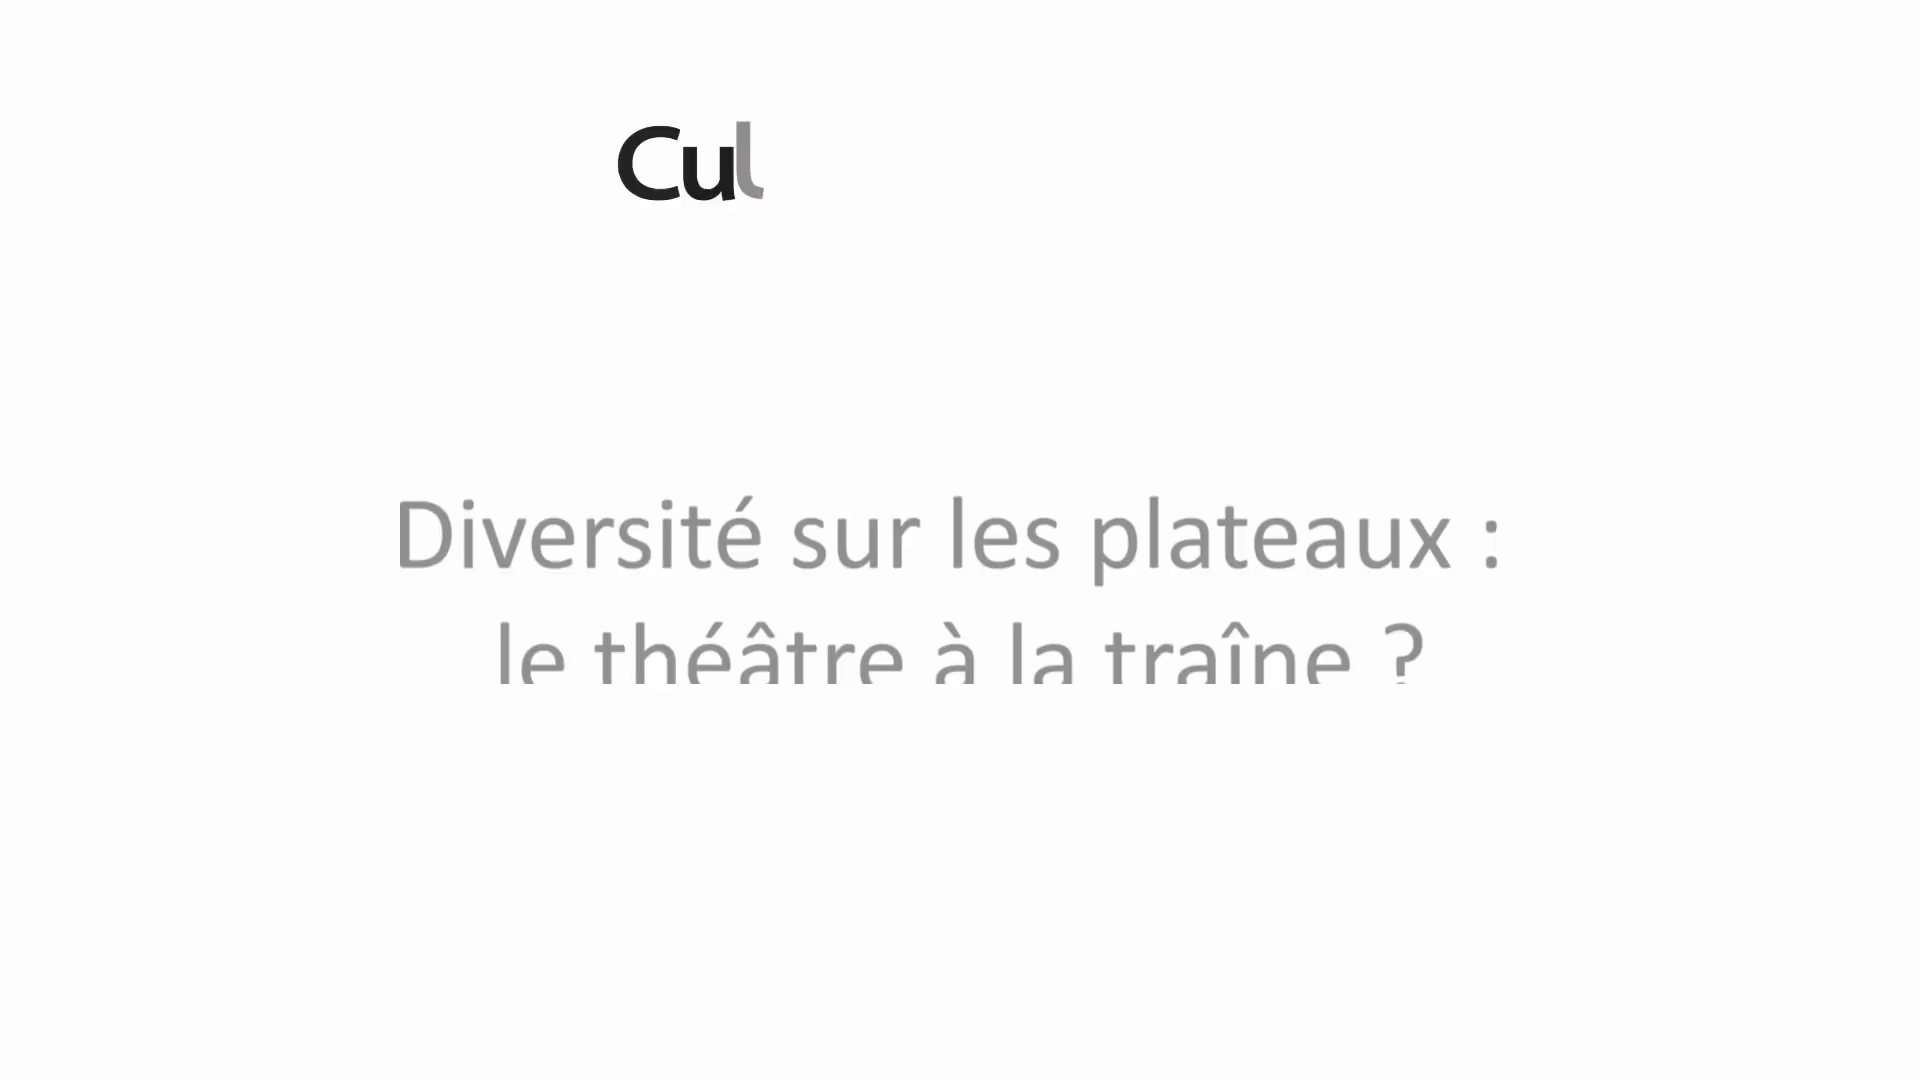 Cul
Diversité sur les plateaux :
le théâtre à la traîne ?